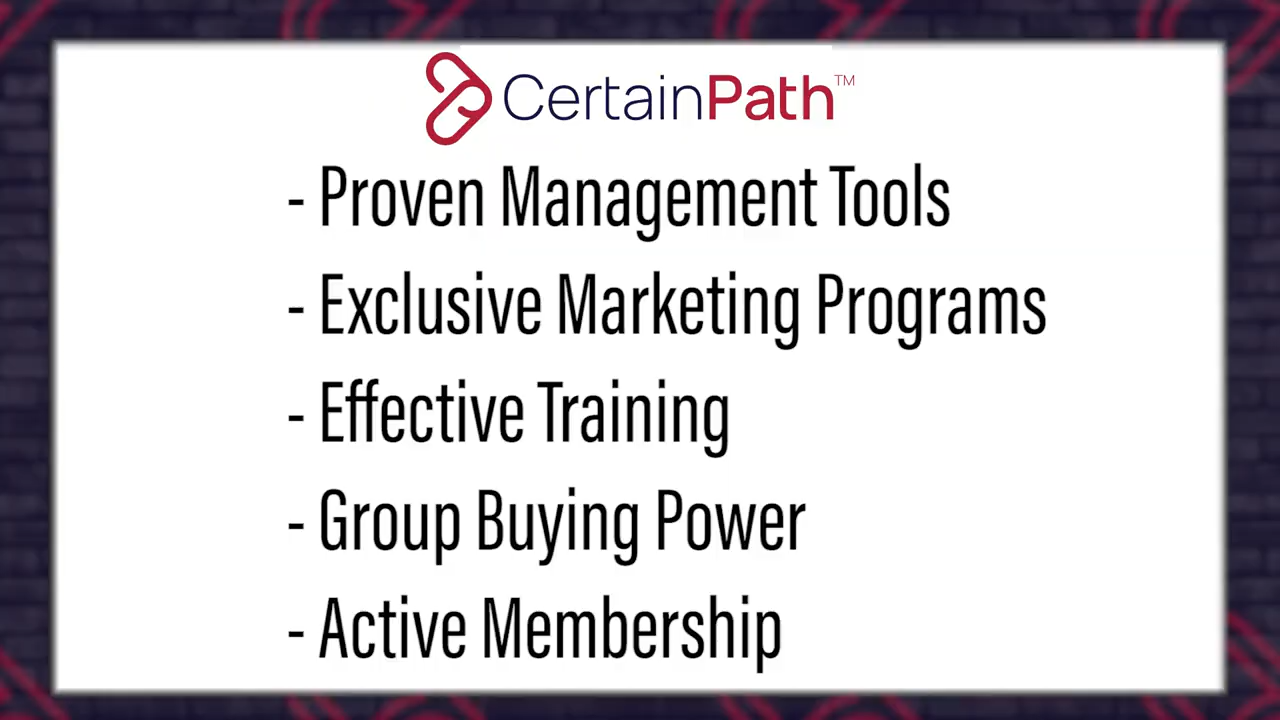 CertainPath™
- Proven Management Tools
- Exclusive Marketing Programs
- Effective Training
- Group Buying Power
- Active Membership